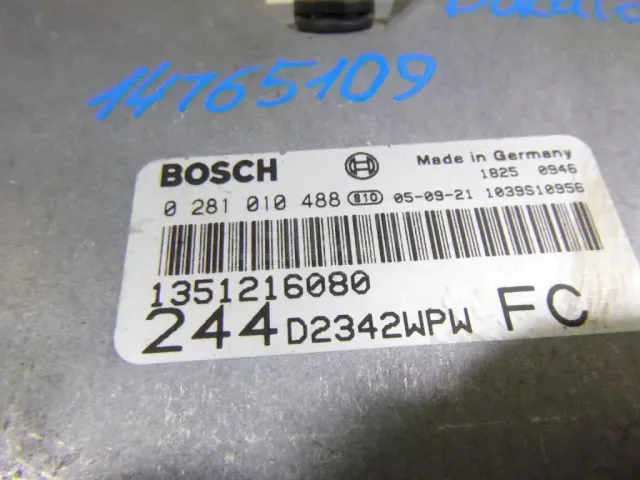 14765109
BOSCH
Made in Germany
1825 0946
0 281 010 488 810 05-09-21 1039S10956
1351216080
244 D2342WPW FC